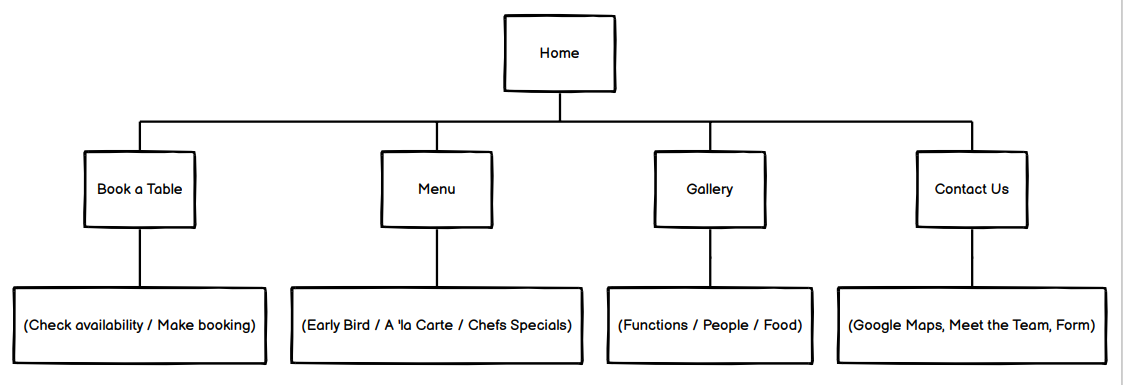 Home
Book a Table
Menu
Gallery
Contact Us
(Check availability / Make booking)
(Early Bird / A 'la Carte / Chefs Specials)
(Functions / People / Food)
(Google Maps, Meet the Team, Form)